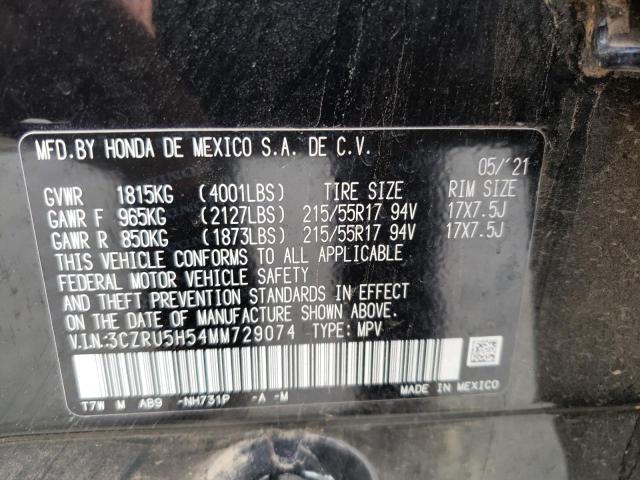 MFD.BY HONDA DE MEXICO S.A. DE C.V.
05/'21
GVWR 1815KG (4001LBS) TIRE SIZE RIM SIZE
GAWR F 965KG (2127LBS) 215/55R17 94V 17X7.5J
GAWR R 850KG (1873LBS) 215/55R17 94V 17X7.5J
THIS VEHICLE CONFORMS TO ALL APPLICABLE
FEDERAL MOTOR VEHICLE SAFETY
AND THEFT PREVENTION STANDARDS IN EFFECT
ON THE DATE OF MANUFACTURE SHOWN ABOVE.
V.I.N:3CZRU5H54MM729074 TYPE: MPV
MADE IN MEXICO
T7W M AB9 -NH731P -A -M